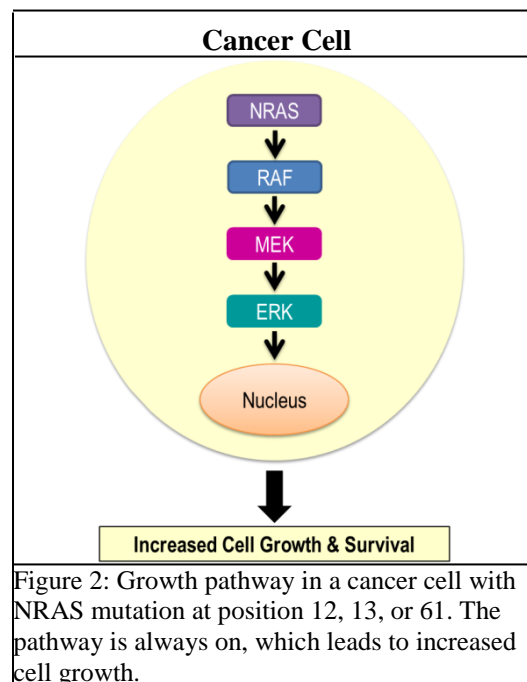 Cancer Cell
NRAS
RAF
MEK
ERK
Nucleus
Increased Cell Growth & Survival
Figure 2: Growth pathway in a cancer cell with
NRAS mutation at position 12, 13, or 61. The
pathway is always on, which leads to increased
cell growth.